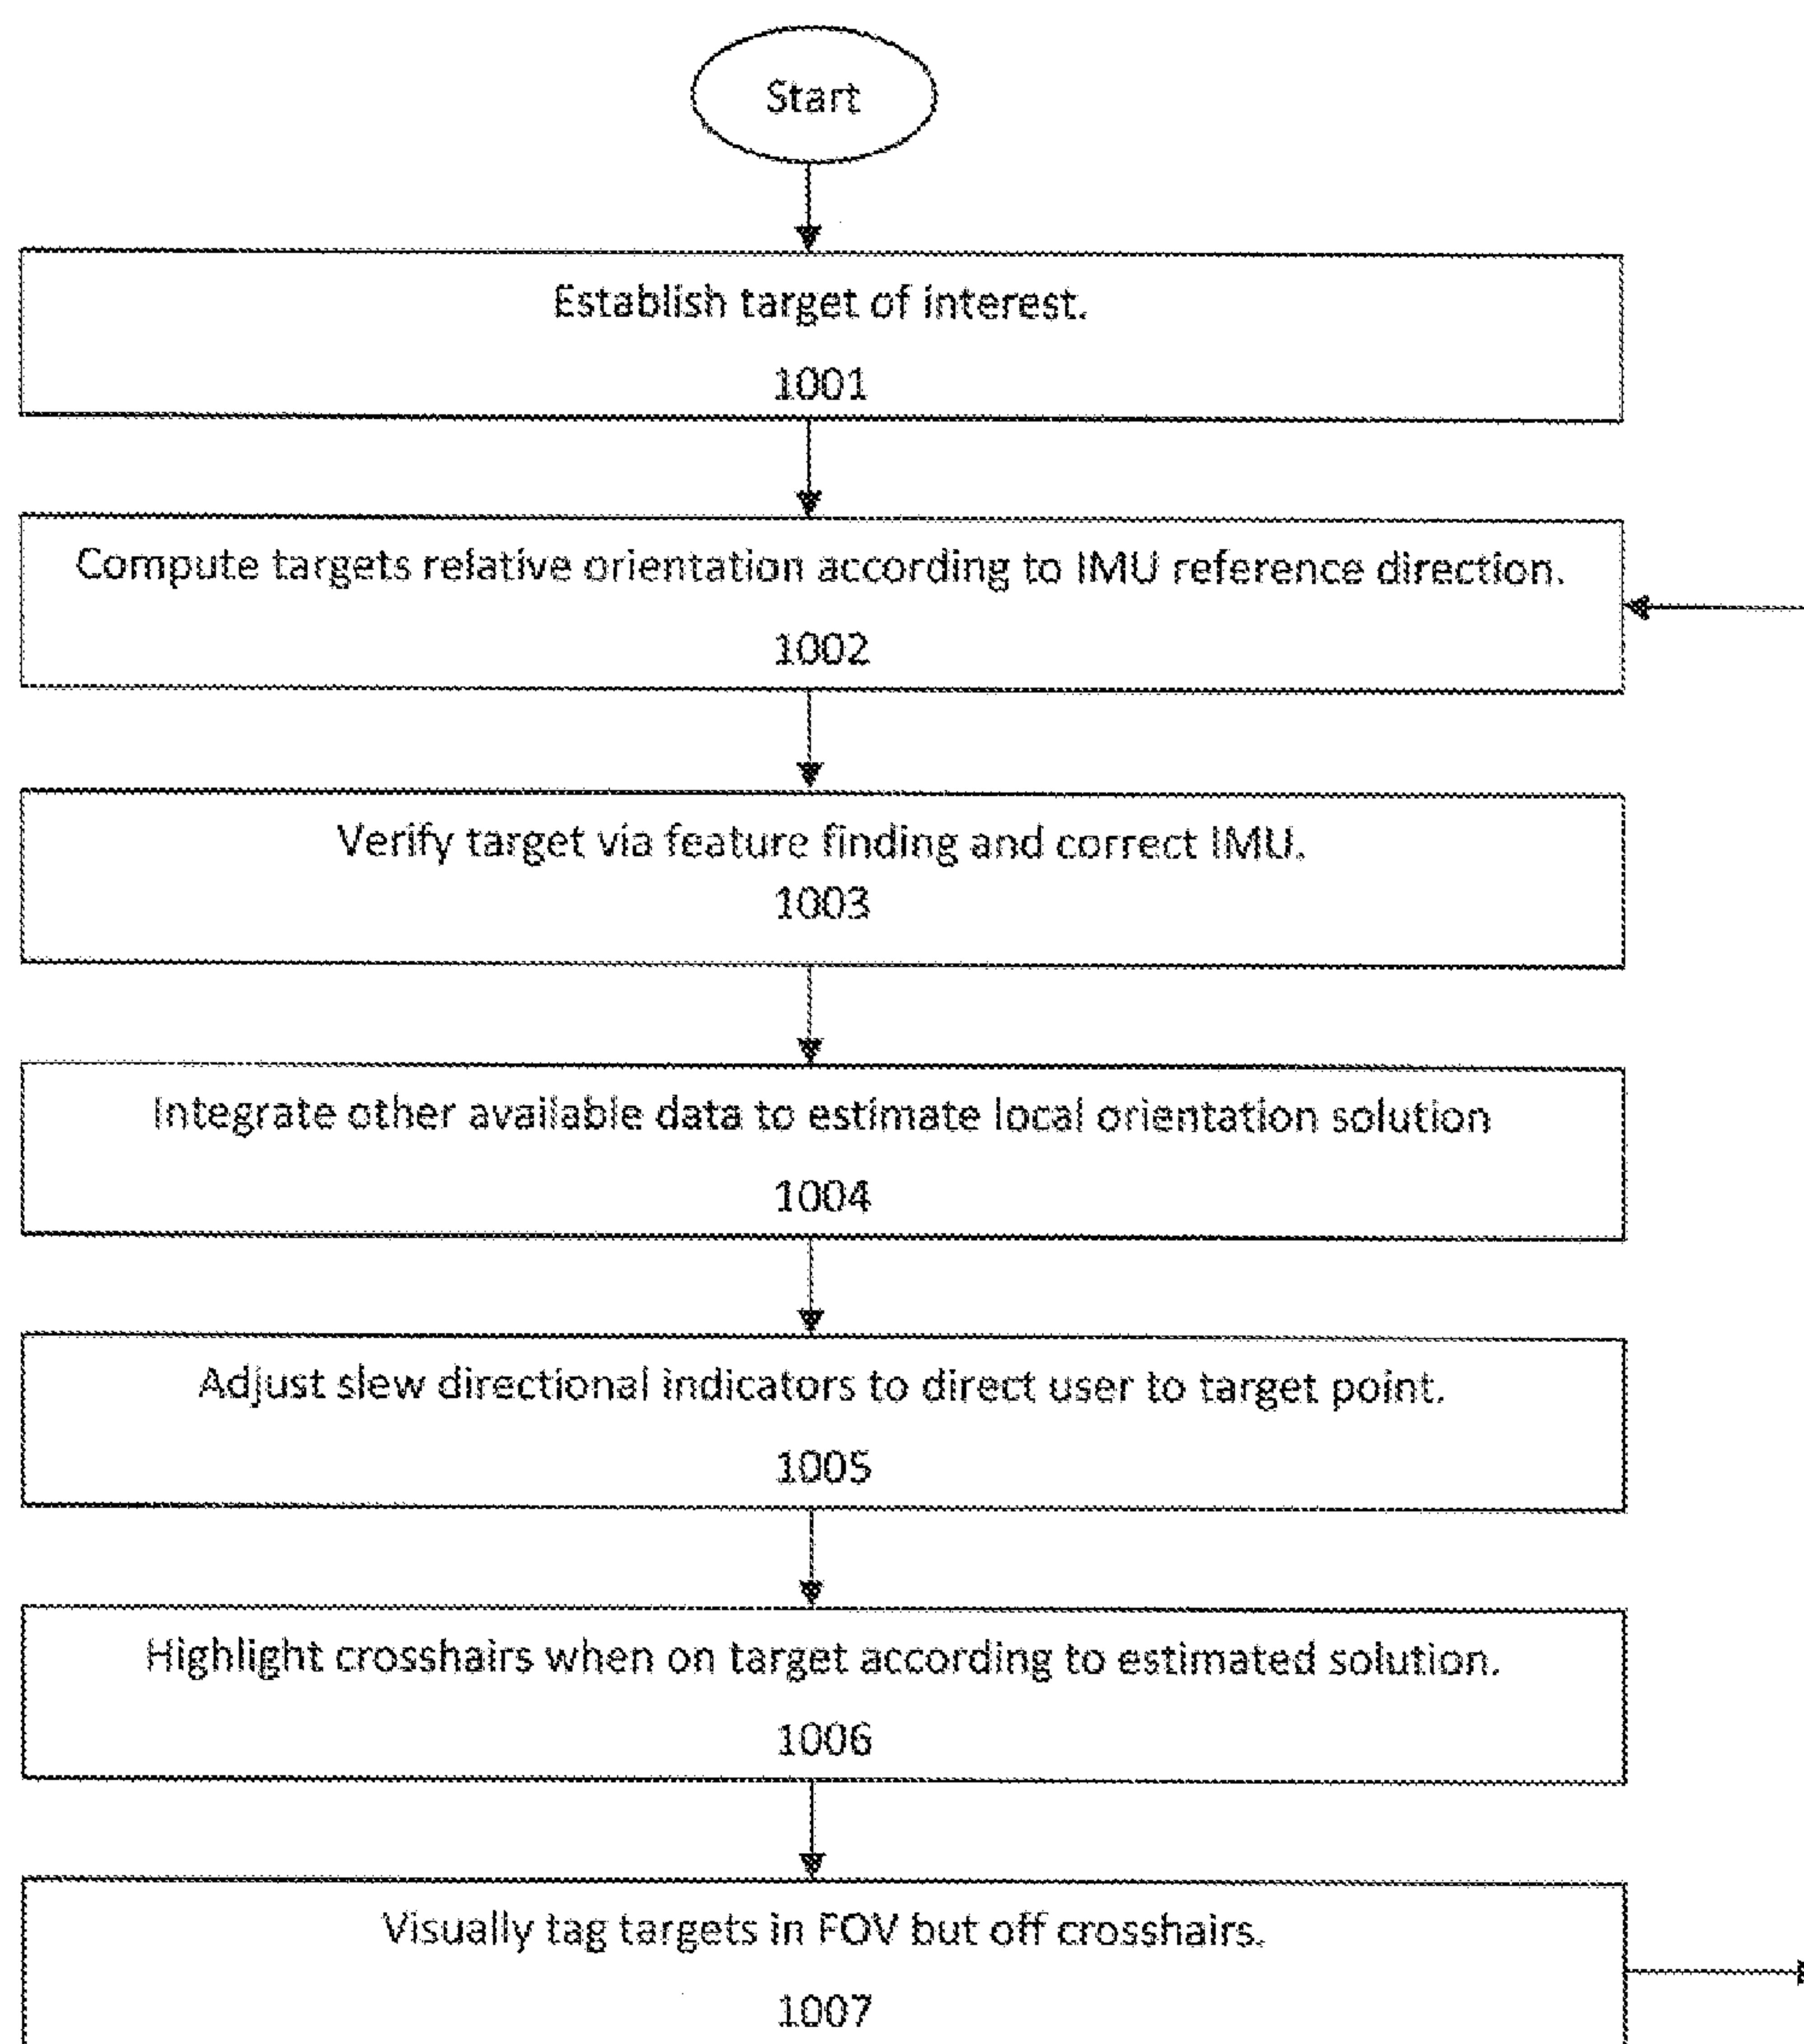 Start
Establish target of interest.
1001
Compute targets relative orientation according to IMU reference direction.
1002
Verify target via feature finding and correct IMU.
1003
Integrate other available data to estimate local orientation solution
1004
Adjust slew directional indicators to direct user to target point.
1005
Highlight crosshairs when on target according to estimated solution.
1006
Visually tag targets in FOV but off crosshairs.
1007